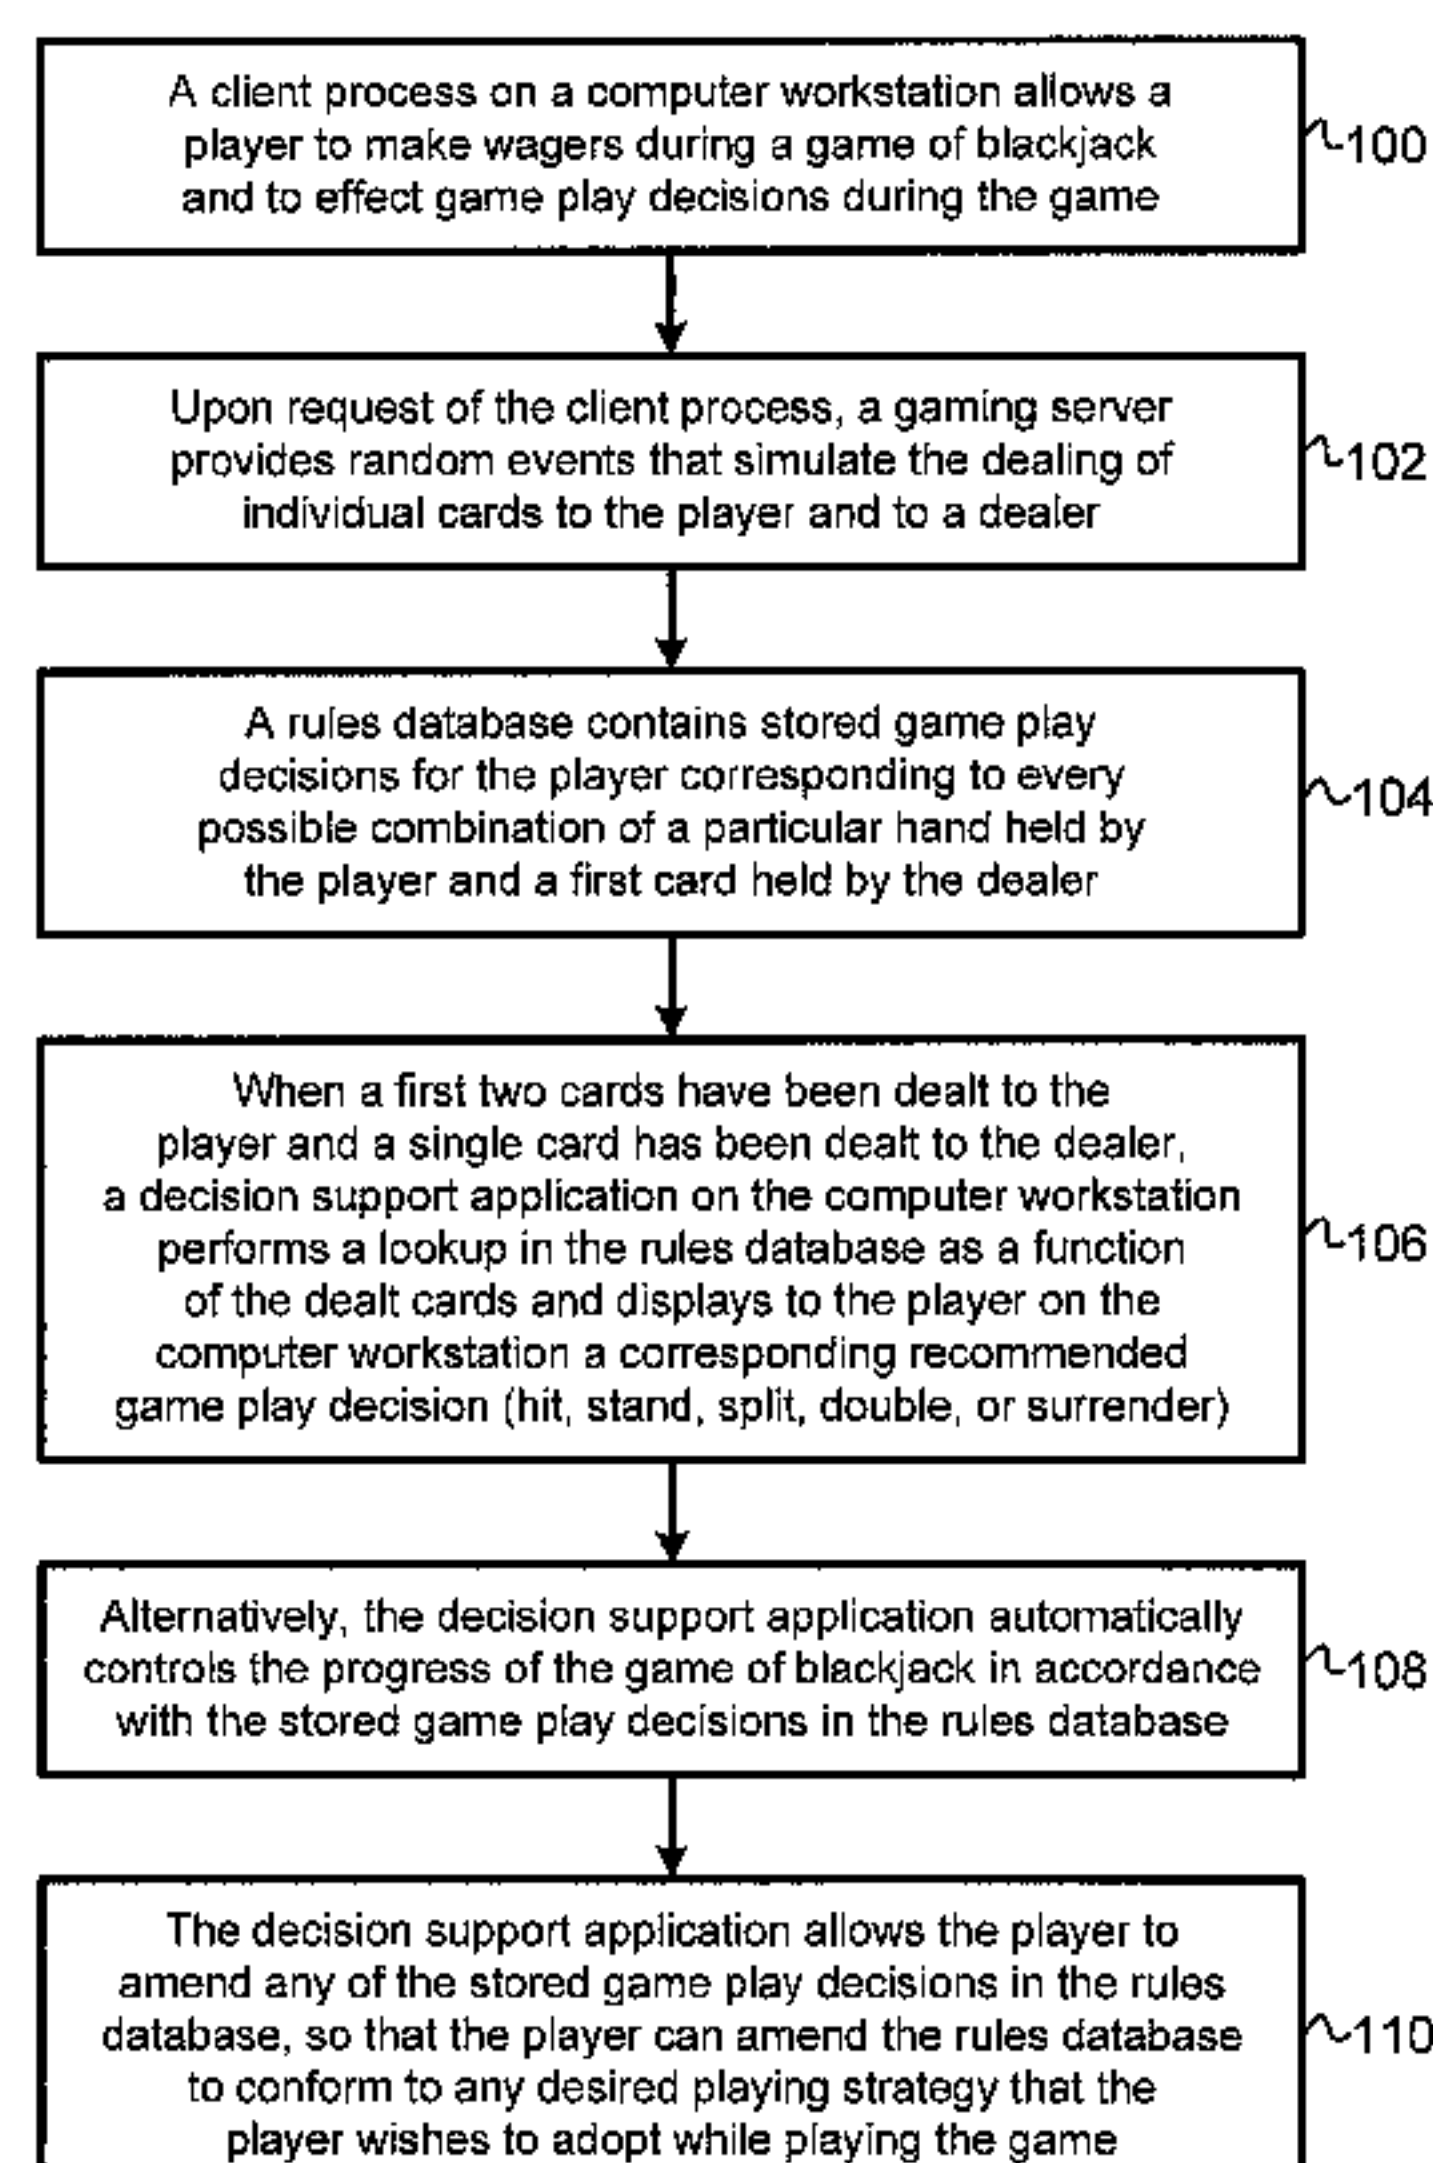 A client process on a computer workstation allows a
player to make wagers during a game of blackjack
and to effect game play decisions during the game
100
Upon request of the client process, a gaming server
provides random events that simulate the dealing of
individual cards to the player and to a dealer
102
A rules database contains stored game play
decisions for the player corresponding to every
possible combination of a particular hand held by
the player and a first card held by the dealer
104
When a first two cards have been dealt to the
player and a single card has been dealt to the dealer,
a decision support application on the computer workstation
performs a lookup in the rules database as a function
of the dealt cards and displays to the player on the
computer workstation a corresponding recommended
game play decision (hit, stand, split, double, or surrender)
106
Alternatively, the decision support application automatically
controls the progress of the game of blackjack in accordance
with the stored game play decisions in the rules database
108
The decision support application allows the player to
amend any of the stored game play decisions in the rules
database, so that the player can amend the rules database
to conform to any desired playing strategy that the
player wishes to adopt while playing the game
110